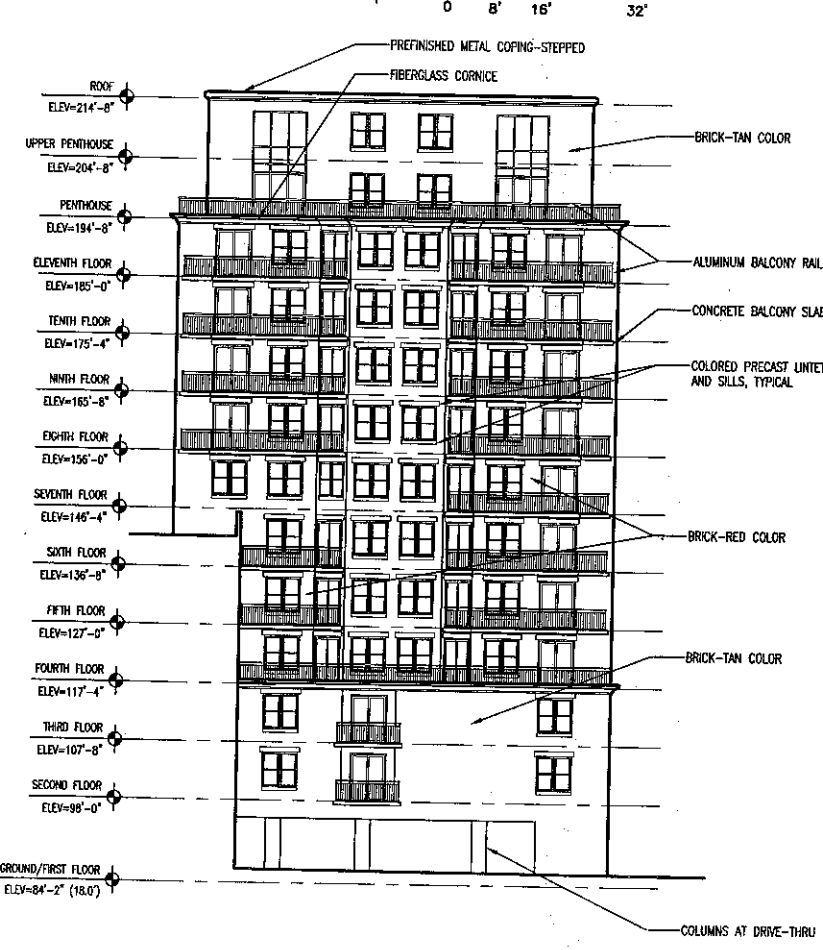 0 8' 16' 32'
PREFINISHED METAL COPING-STEPPED
FIBERGLASS CORNICE
ROOF
ELEV=214'-8"
UPPER PENTHOUSE
ELEV=204'-8"
BRICK-TAN COLOR
PENTHOUSE
ELEV=194'-8"
ELEVENTH FLOOR
ELEV=185'-0"
ALUMINUM BALCONY RAIL
TENTH FLOOR
ELEV=175'-4"
CONCRETE BALCONY SLAB
NINTH FLOOR
ELEV=165'-8"
COLORED PRECAST LINTE
AND SILLS, TYPICAL
EIGHTH FLOOR
ELEV=156'-0"
SEVENTH FLOOR
ELEV=146'-4"
BRICK-RED COLOR
SIXTH FLOOR
ELEV=136'-8"
FIFTH FLOOR
ELEV=127'-0"
FOURTH FLOOR
ELEV=117'-4"
BRICK-TAN COLOR
THIRD FLOOR
ELEV=107'-8"
SECOND FLOOR
ELEV=98'-0"
GROUND/FIRST FLOOR
ELEV=84'-2" (18.0')
COLUMNS AT DRIVE-THRU